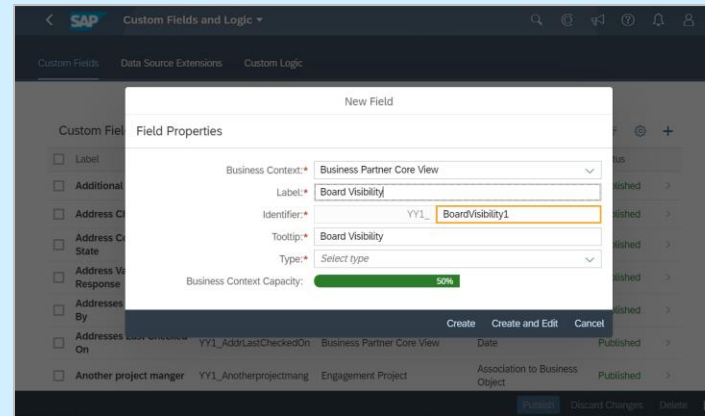 SAP Custom Fields and Logic
Custom Fields Data Source Extensions Custom Logic
New Field
Custom Fiel
Field Properties
Label
Business Context:* Business Partner Core View
Additional
Label:* Board Visibility
Published
Address
Identifier:* YY1_ BoardVisibility1
Address
State
Tooltip:* Board Visibility
Address
Response
Type:* Select type
Business Context Capacity: 50%
Addresses
By
Create Create and Edit Cancel
Addresses Last Checked
On
YY1_AddrLastCheckedOn Business Partner Core View Date Published
Another project manger YY1_Anotherprojectmang Engagement Project Association to Business
Object
Published
Publish Discard Changes Delete